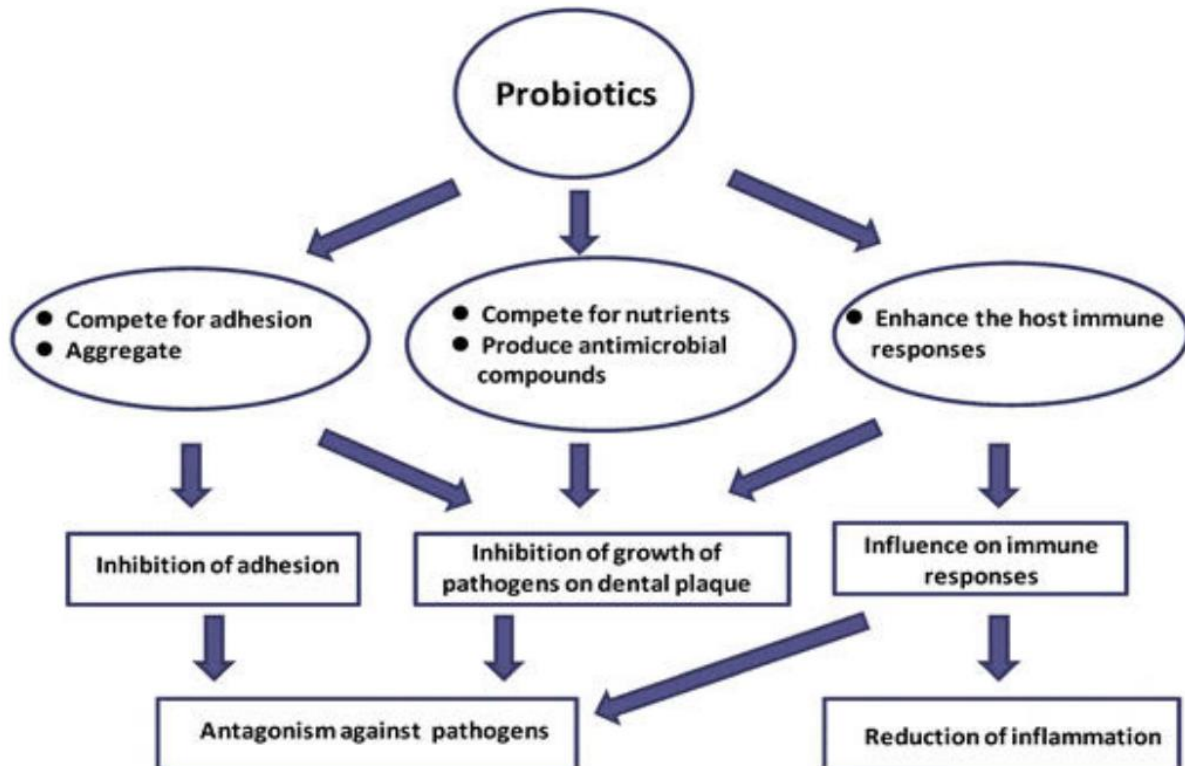 Probiotics
● Compete for adhesion
● Aggregate
● Compete for nutrients
● Produce antimicrobial
compounds
● Enhance the host immune
responses
Inhibition of adhesion
Inhibition of growth of
pathogens on dental plaque
Influence on immune
responses
Antagonism against pathogens
Reduction of inflammation